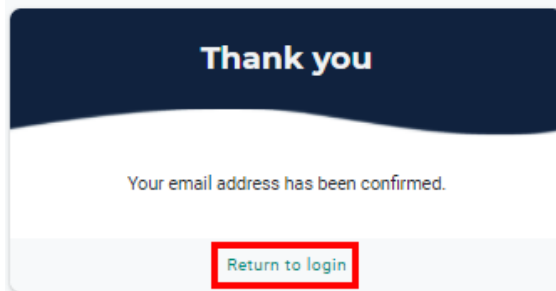 Thank you
Your email address has been confirmed.
Return to login